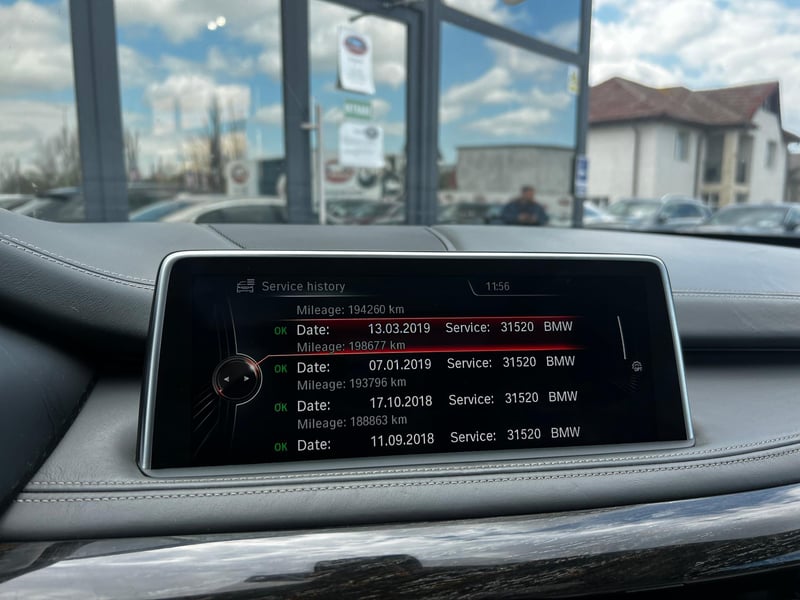 Service history 11:56
Mileage: 194260 km
OK Date: 13.03.2019 Service: 31520 BMW
Mileage: 198677 km
OK Date: 07.01.2019 Service: 31520 BMW
Mileage: 193796 km
OK Date: 17.10.2018 Service: 31520 BMW
Mileage: 188863 km
OK Date: 11.09.2018 Service: 31520 BMW